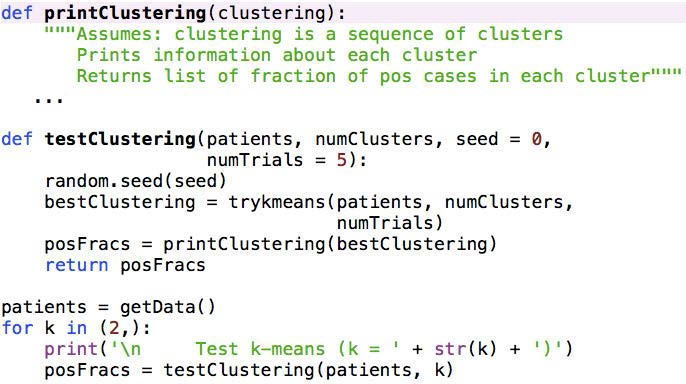 def printClustering(clustering):
    """Assumes: clustering is a sequence of clusters
       Prints information about each cluster
       Returns list of fraction of pos cases in each cluster"""
   ...
def testClustering(patients, numClusters, seed = 0,
                   numTrials = 5):
    random.seed(seed)
    bestClustering = trykmeans(patients, numClusters,
                               numTrials)
    posFracs = printClustering(bestClustering)
    return posFracs
patients = getData()
for k in (2,):
    print('\n     Test k-means (k = ' + str(k) + ')')
    posFracs = testClustering(patients, k)